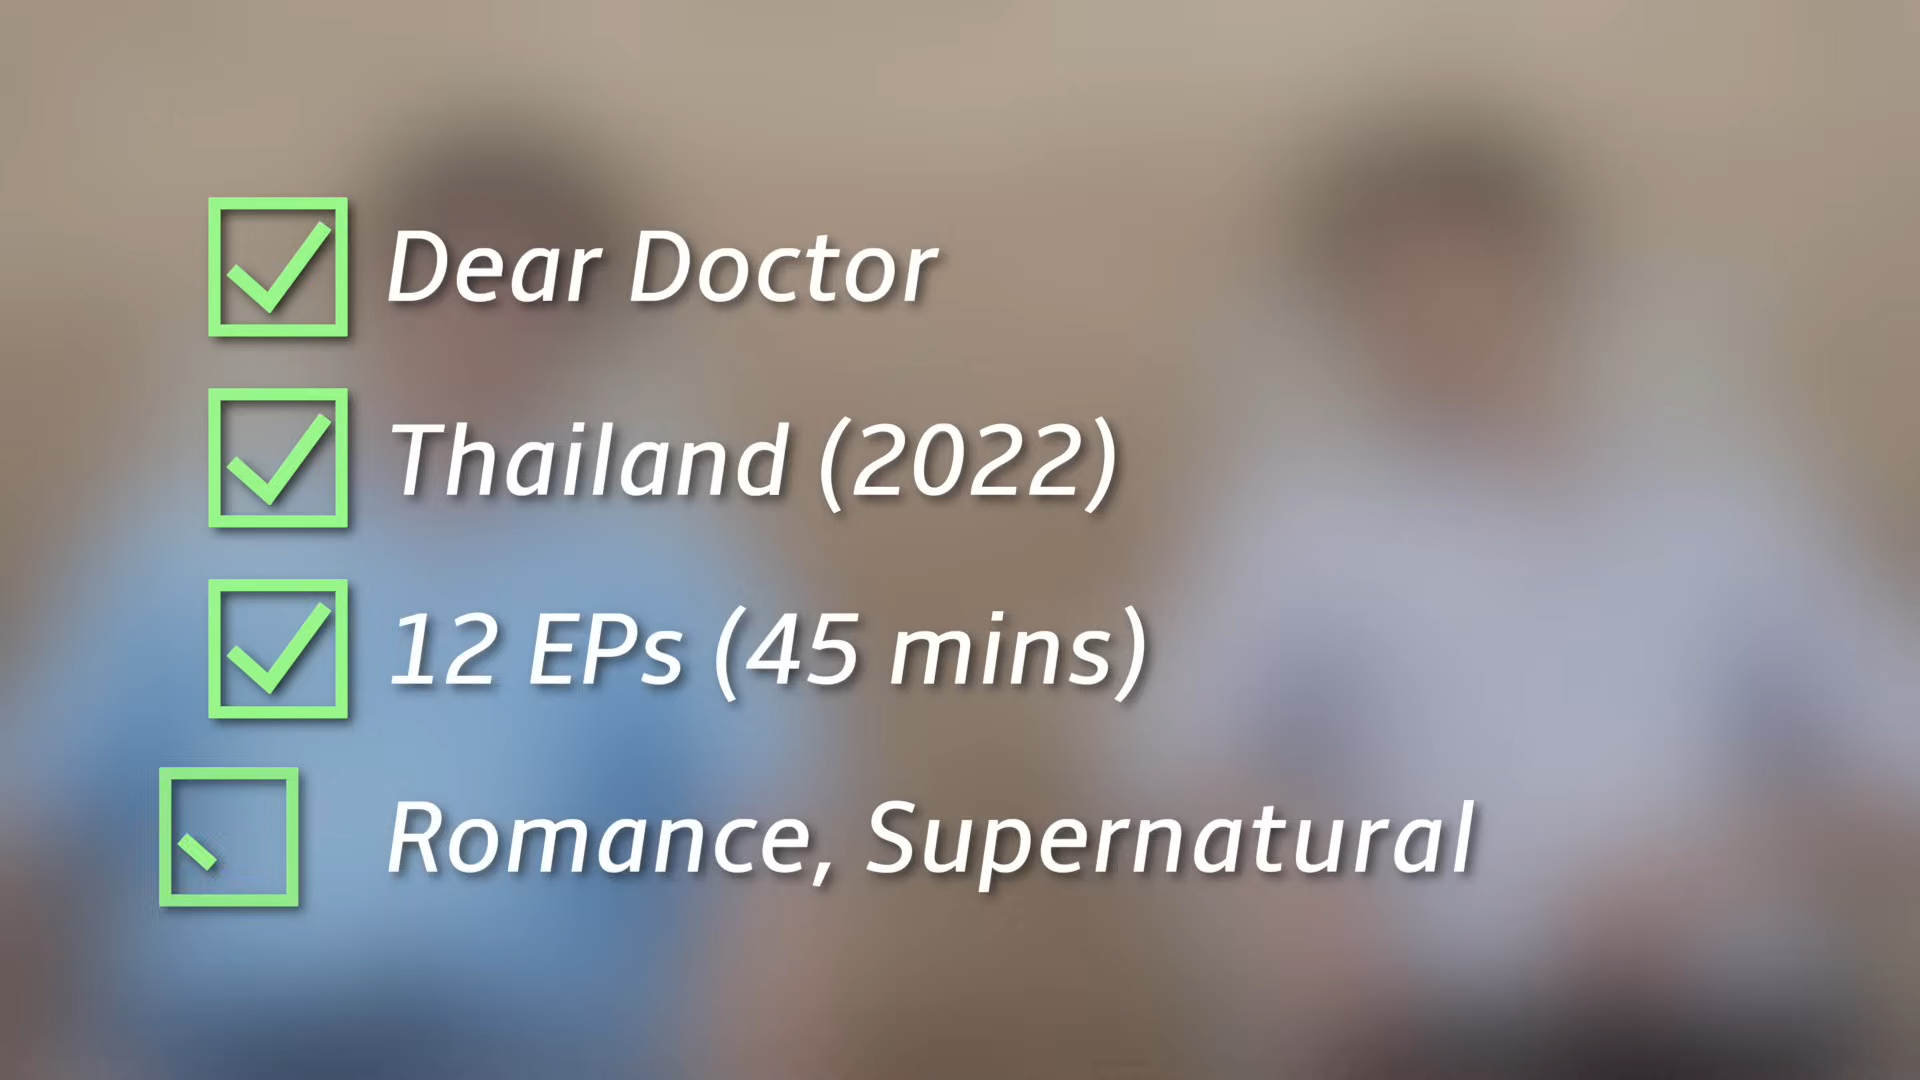 Dear Doctor
Thailand (2022)
12 EPs (45 mins)
Romance, Supernatural